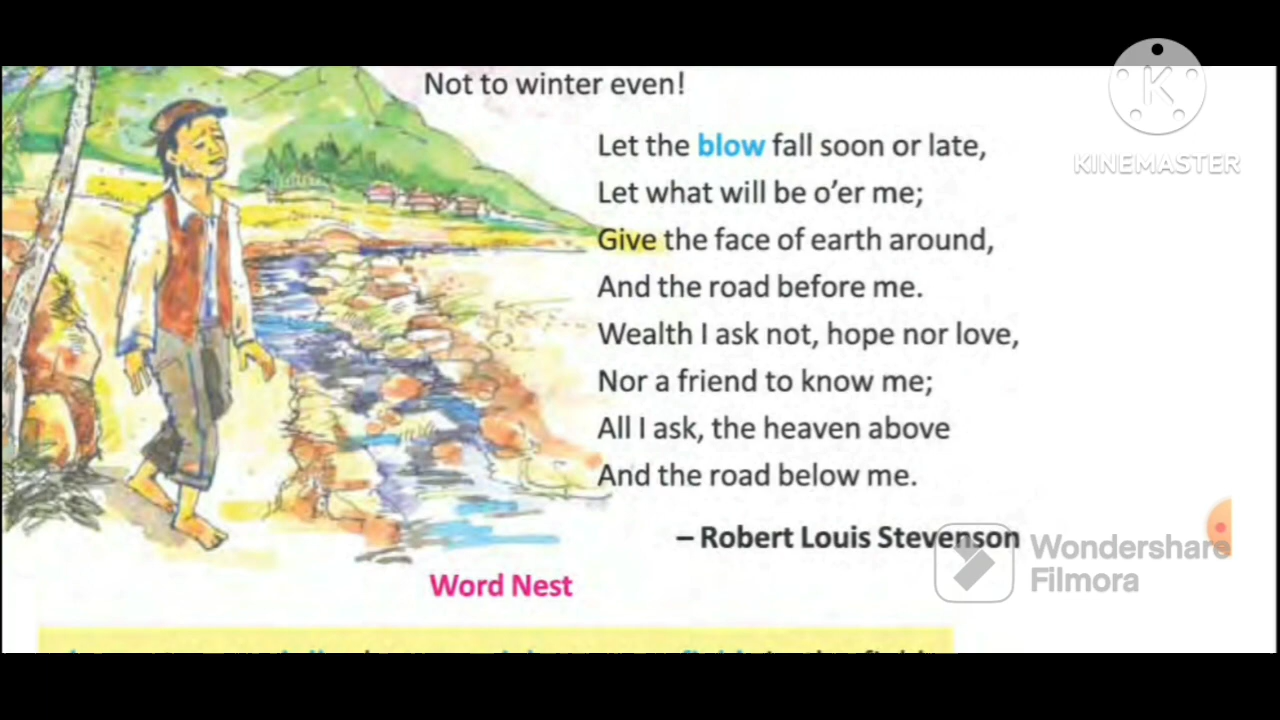 Not to winter even!
Let the blow fall soon or late,
Let what will be o'er me;
Give the face of earth around,
And the road before me.
Wealth I ask not, hope nor love,
Nor a friend to know me;
All I ask, the heaven above
And the road below me.
– Robert Louis Stevenson
Word Nest
K
KINEMASTER
Wondershare
Filmora